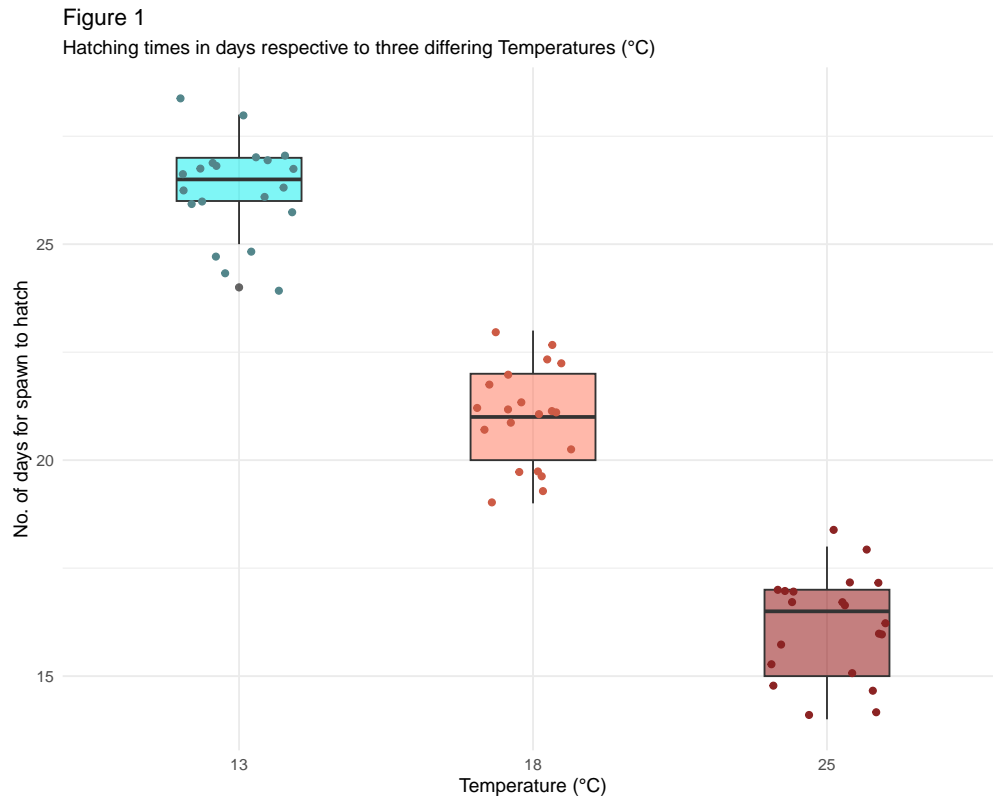 Figure 1
Hatching times in days respective to three differing Temperatures (°C)
No. of days for spawn to hatch
25
20
15
13 18 25
Temperature (°C)